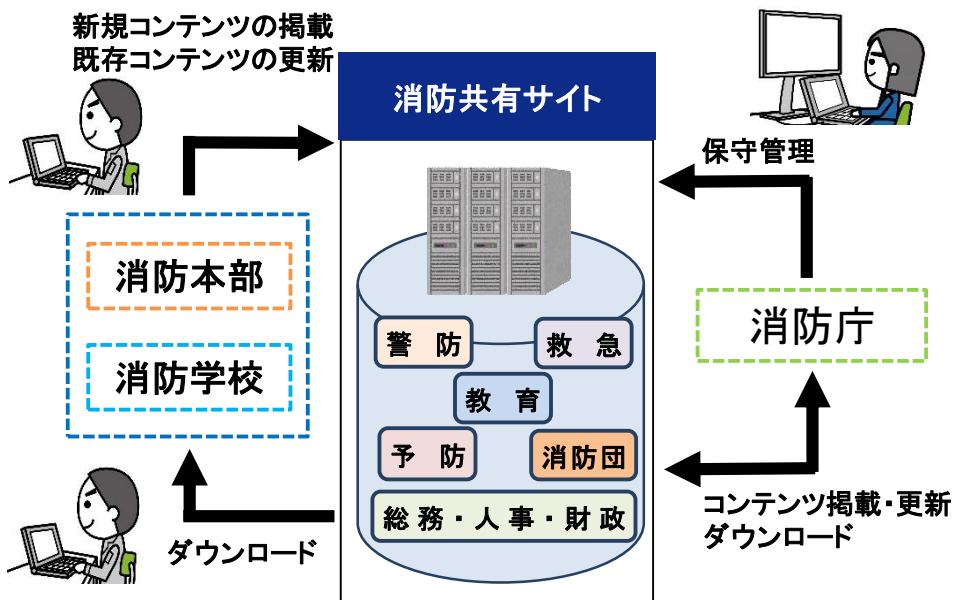 新規コンテンツの掲載
既存コンテンツの更新
消防共有サイト
保守管理
消防本部
消防学校
消防庁
警 防
救 急
教 育
予 防
消防団
総務・人事・財政
ダウンロード
コンテンツ掲載・更新
ダウンロード